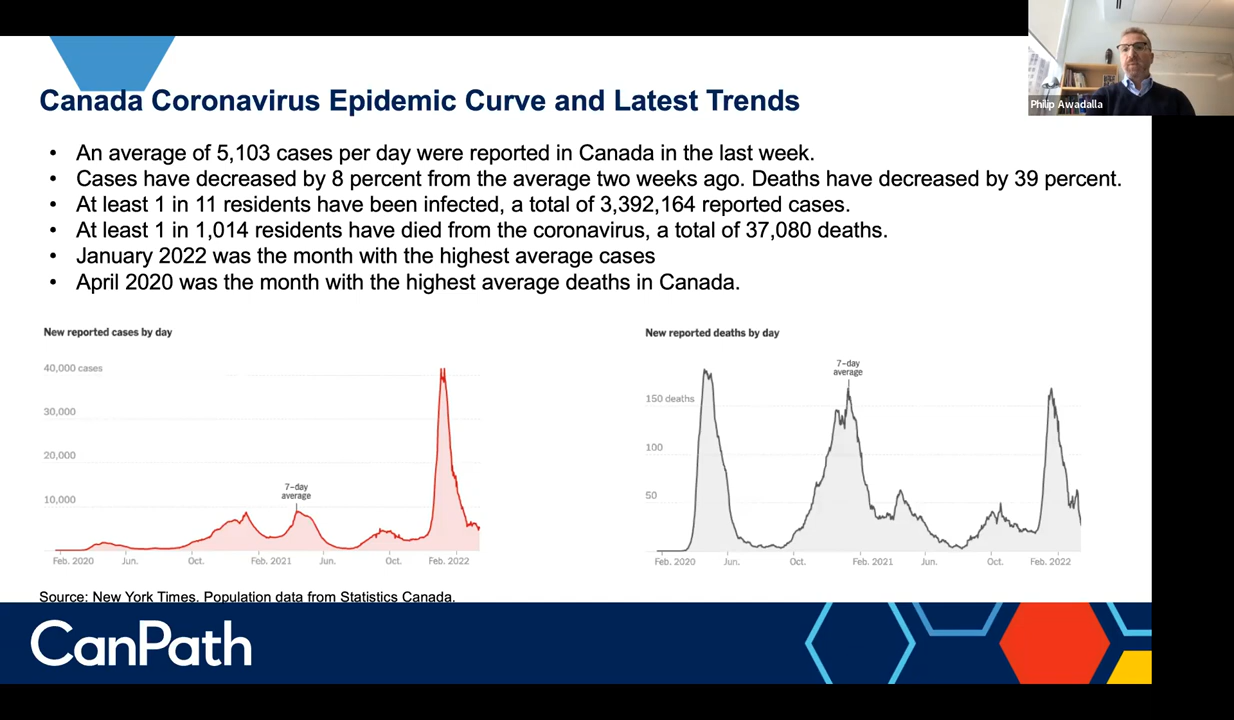 Philip Awadalla
Canada Coronavirus Epidemic Curve and Latest Trends
• An average of 5,103 cases per day were reported in Canada in the last week.
• Cases have decreased by 8 percent from the average two weeks ago. Deaths have decreased by 39 percent.
• At least 1 in 11 residents have been infected, a total of 3,392,164 reported cases.
• At least 1 in 1,014 residents have died from the coronavirus, a total of 37,080 deaths.
• January 2022 was the month with the highest average cases
• April 2020 was the month with the highest average deaths in Canada.
New reported cases by day
40,000 cases
30,000
20,000
10,000
7-day
average
Feb. 2020 Jun. Oct. Feb. 2021 Jun. Oct. Feb. 2022
New reported deaths by day
7-day
average
150 deaths
100
50
Feb. 2020 Jun. Oct. Feb. 2021 Jun. Oct. Feb. 2022
Source: New York Times. Population data from Statistics Canada.
CanPath